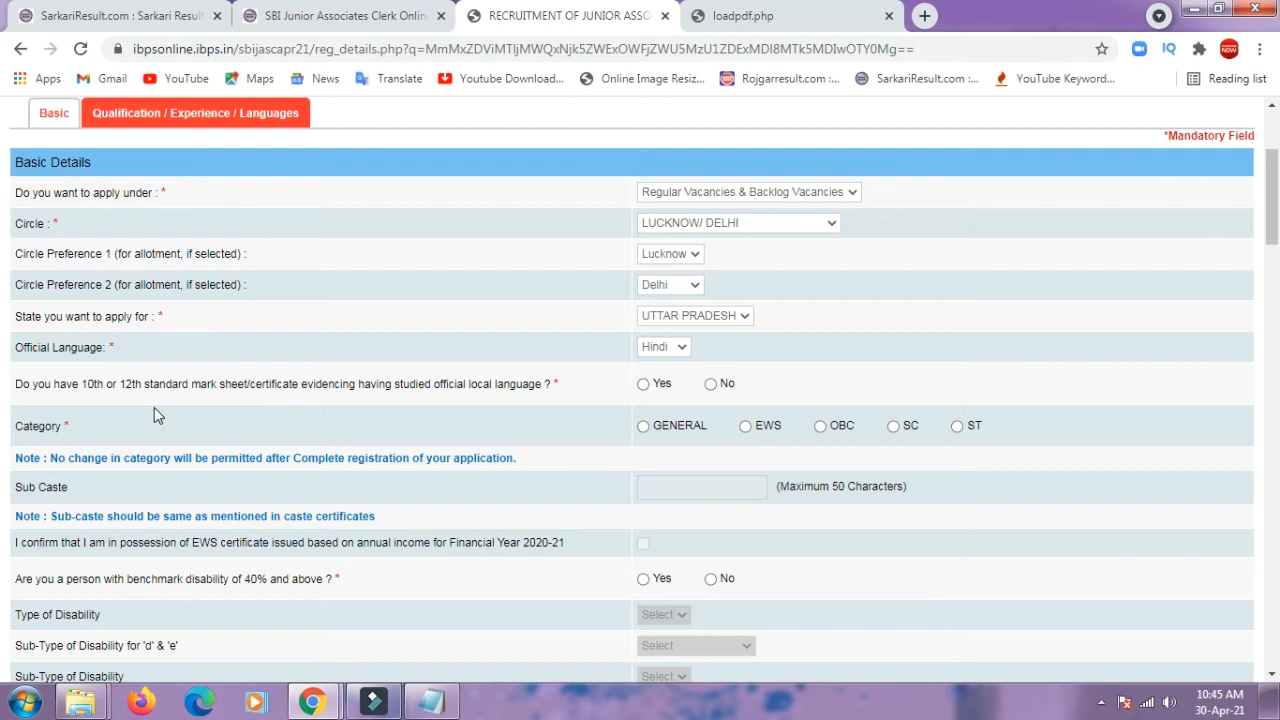 SarkariResult.com : Sarkari Result
SBI Junior Associates Clerk Online
RECRUITMENT OF JUNIOR ASSO
loadpdf.php
ibpsonline.ibps.in/sbijascapr21/reg_details.php?q=MmMxZDViMTljMWQxNjk5ZWExOWFjZWU5MzU1ZDExMDI8MTk5MDIwOTY0Mg==
Apps
Gmail
YouTube
Maps
News
Translate
Youtube Download...
Online Image Resiz...
Rojgarresult.com :...
SarkariResult.com :...
YouTube Keyword...
Reading list
Basic
Qualification / Experience / Languages
*Mandatory Field
Basic Details
Do you want to apply under : * Regular Vacancies & Backlog Vacancies
Circle : * LUCKNOW/ DELHI
Circle Preference 1 (for allotment, if selected) : Lucknow
Circle Preference 2 (for allotment, if selected) : Delhi
State you want to apply for : * UTTAR PRADESH
Official Language: * Hindi
Do you have 10th or 12th standard mark sheet/certificate evidencing having studied official local language ? * Yes No
Category * GENERAL EWS OBC SC ST
Note : No change in category will be permitted after Complete registration of your application.
Sub Caste (Maximum 50 Characters)
Note : Sub-caste should be same as mentioned in caste certificates
I confirm that I am in possession of EWS certificate issued based on annual income for Financial Year 2020-21
Are you a person with benchmark disability of 40% and above ? * Yes No
Type of Disability Select
Sub-Type of Disability for 'd' & 'e' Select
Sub-Type of Disability Select
10:45 AM
30-Apr-21